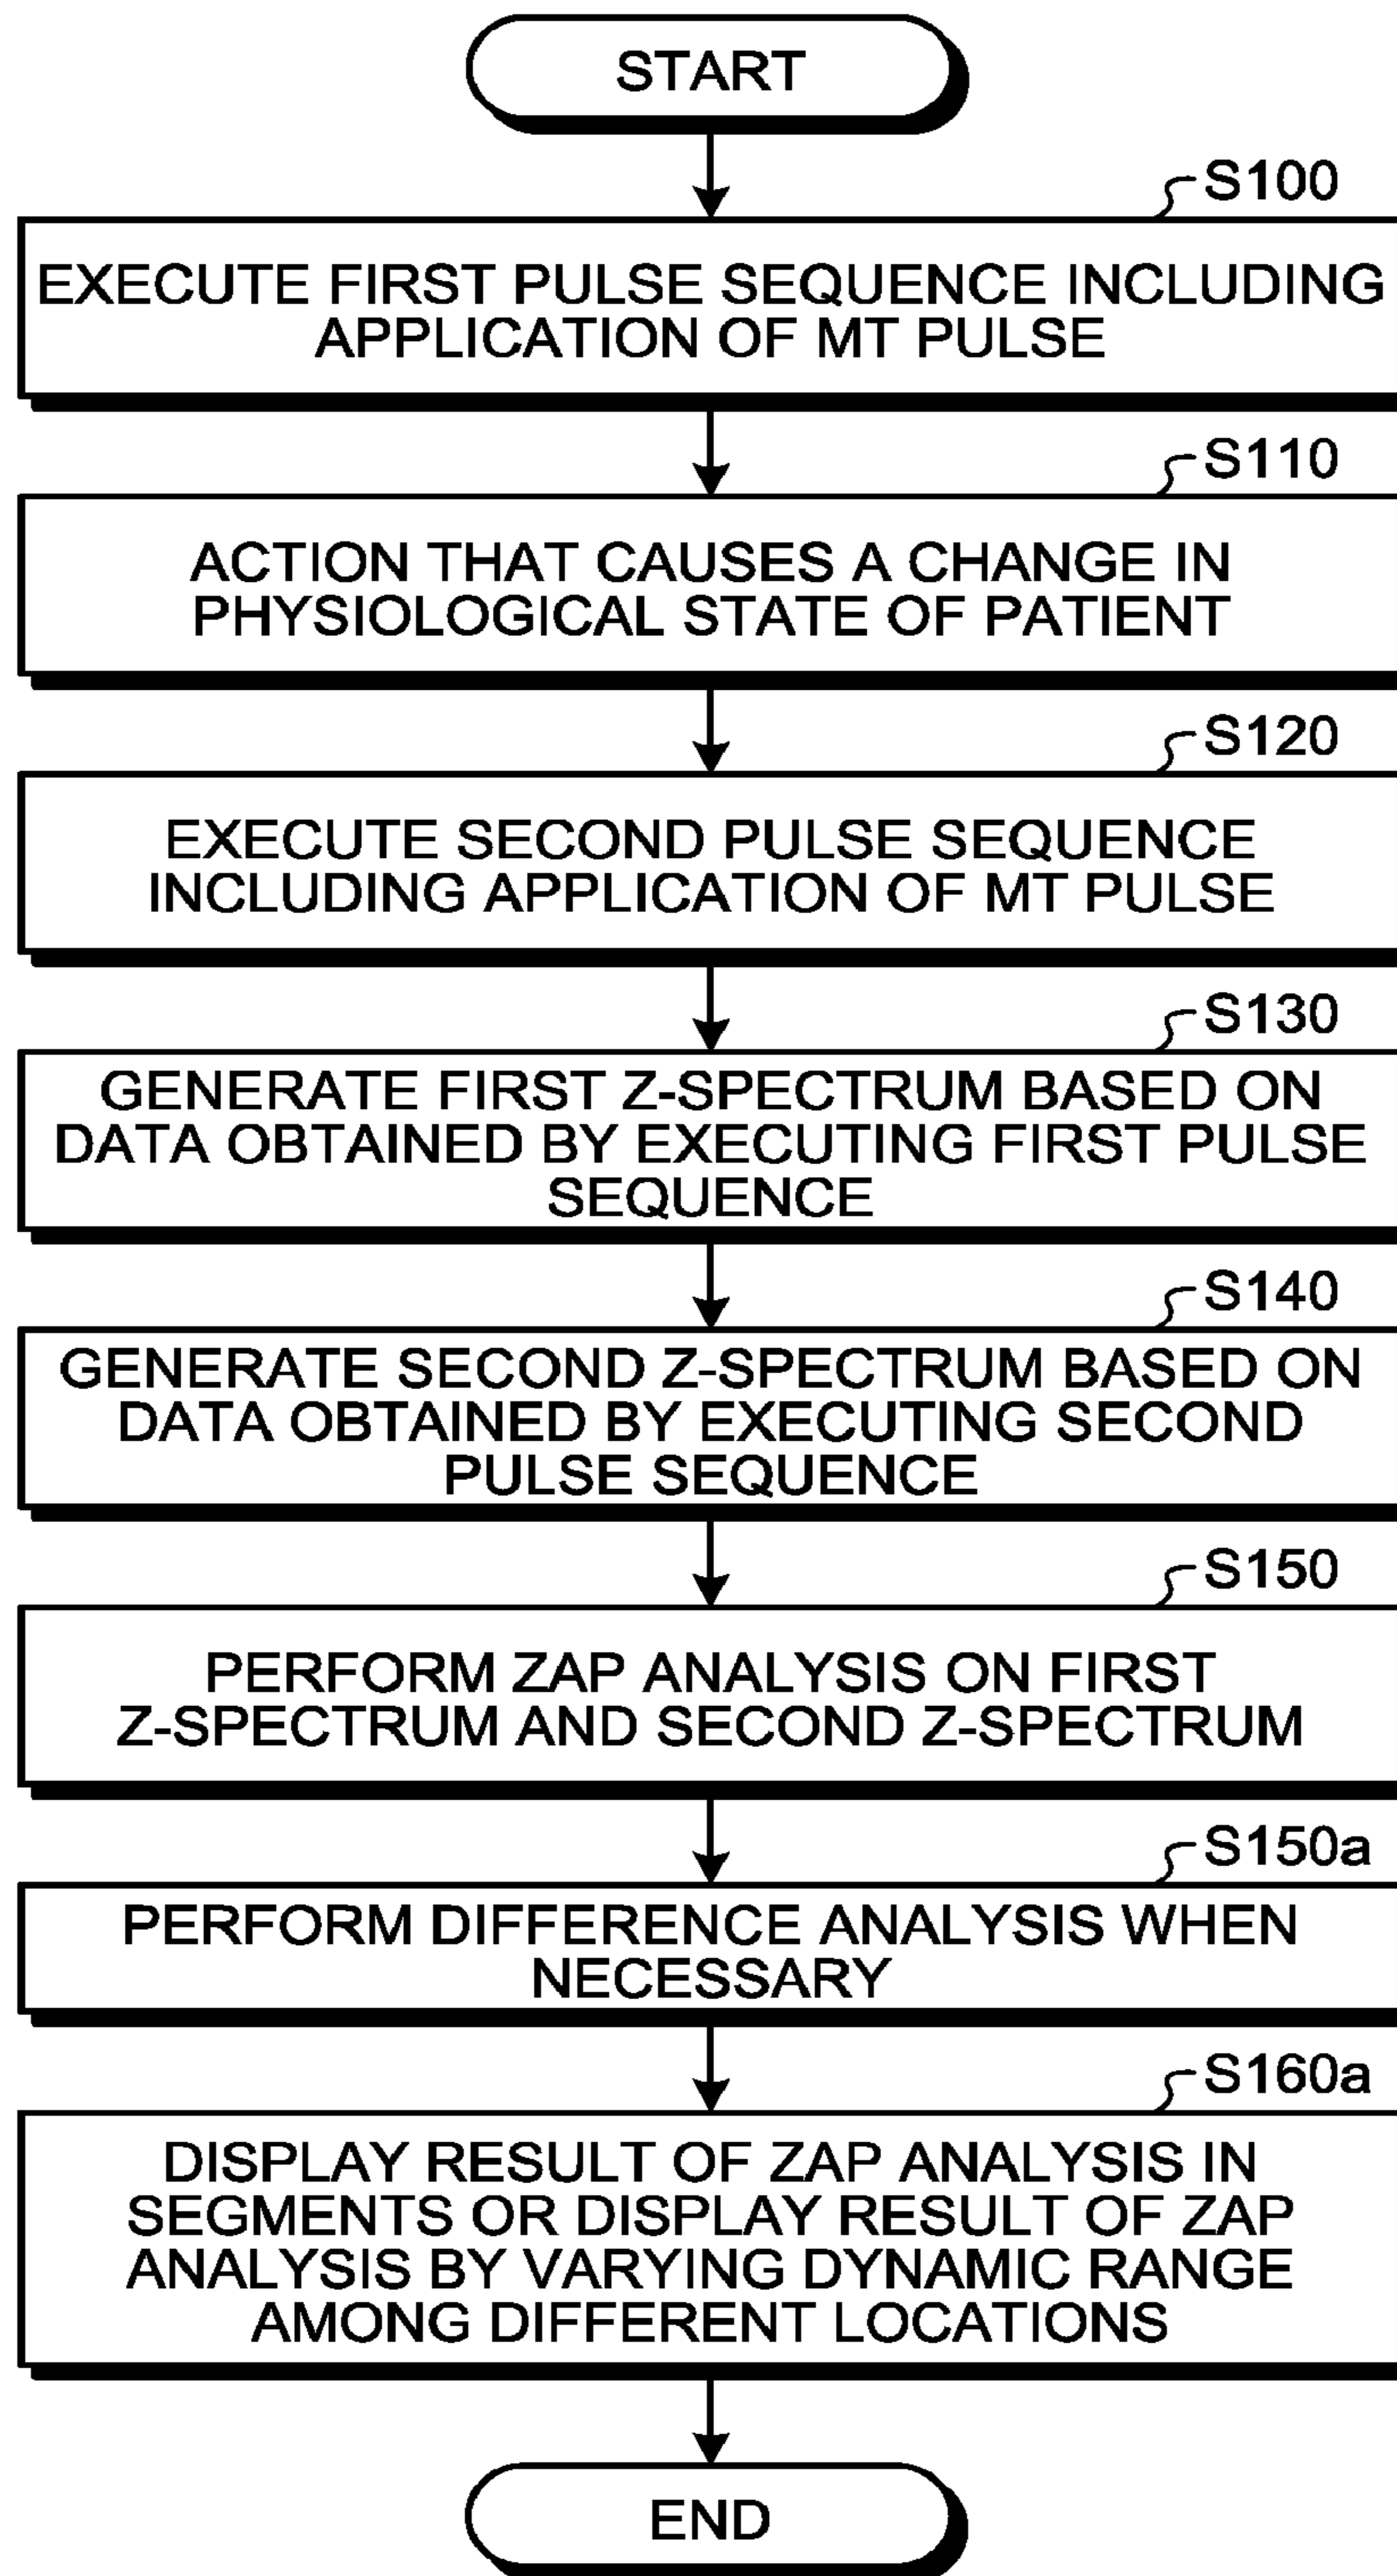 START
S100
EXECUTE FIRST PULSE SEQUENCE INCLUDING
APPLICATION OF MT PULSE
S110
ACTION THAT CAUSES A CHANGE IN
PHYSIOLOGICAL STATE OF PATIENT
S120
EXECUTE SECOND PULSE SEQUENCE
INCLUDING APPLICATION OF MT PULSE
S130
GENERATE FIRST Z-SPECTRUM BASED ON
DATA OBTAINED BY EXECUTING FIRST PULSE
SEQUENCE
S140
GENERATE SECOND Z-SPECTRUM BASED ON
DATA OBTAINED BY EXECUTING SECOND
PULSE SEQUENCE
S150
PERFORM ZAP ANALYSIS ON FIRST
Z-SPECTRUM AND SECOND Z-SPECTRUM
S150a
PERFORM DIFFERENCE ANALYSIS WHEN
NECESSARY
S160a
DISPLAY RESULT OF ZAP ANALYSIS IN
SEGMENTS OR DISPLAY RESULT OF ZAP
ANALYSIS BY VARYING DYNAMIC RANGE
AMONG DIFFERENT LOCATIONS
END